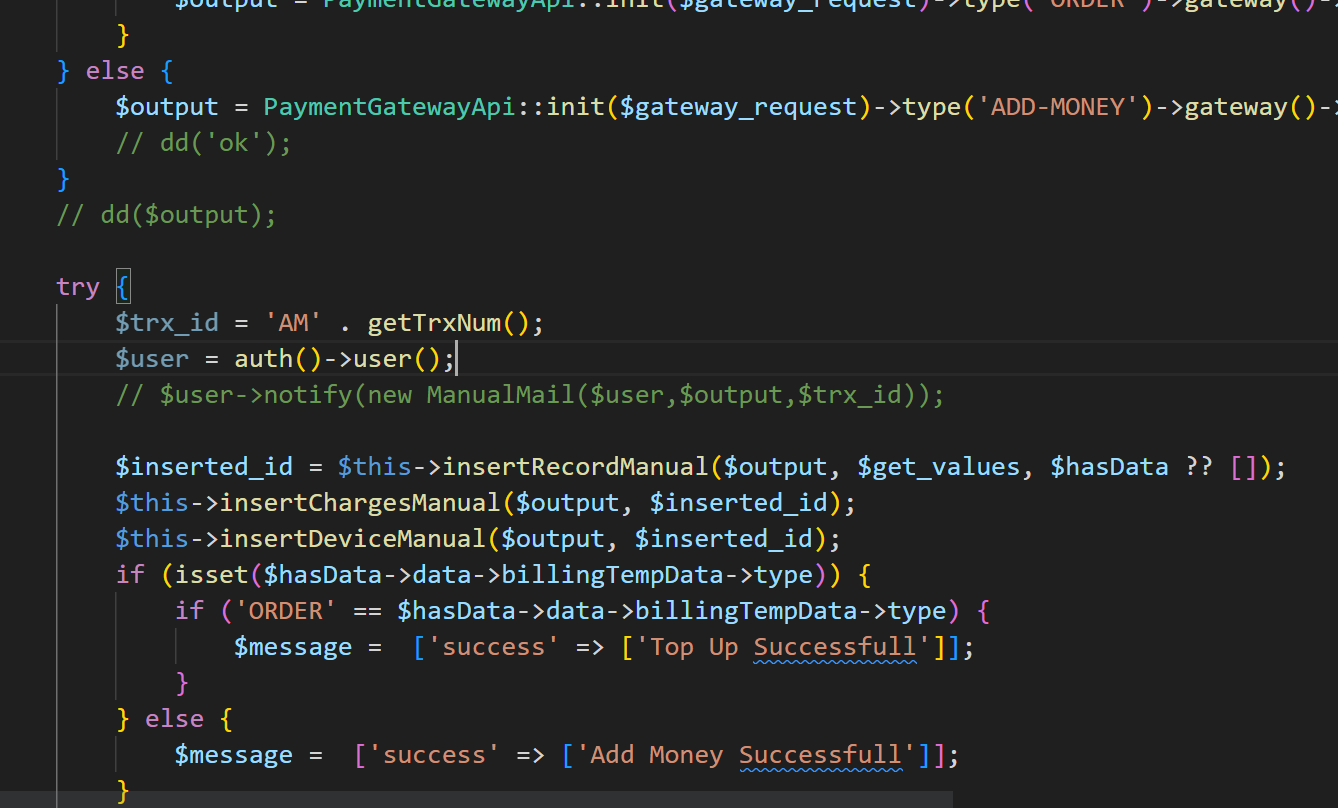 $output = PaymentGatewayApi::init($gateway_request)->type('ORDER')->gateway()->
}
} else {
$output = PaymentGatewayApi::init($gateway_request)->type('ADD-MONEY')->gateway()->
// dd('ok');
}
// dd($output);
try {
$trx_id = 'AM' . getTrxNum();
$user = auth()->user();
// $user->notify(new ManualMail($user,$output,$trx_id));
$inserted_id = $this->insertRecordManual($output, $get_values, $hasData ?? []);
$this->insertChargesManual($output, $inserted_id);
$this->insertDeviceManual($output, $inserted_id);
if (isset($hasData->data->billingTempData->type)) {
if ('ORDER' == $hasData->data->billingTempData->type) {
$message =  ['success' => ['Top Up Successfull']];
}
} else {
$message =  ['success' => ['Add Money Successfull']];
}